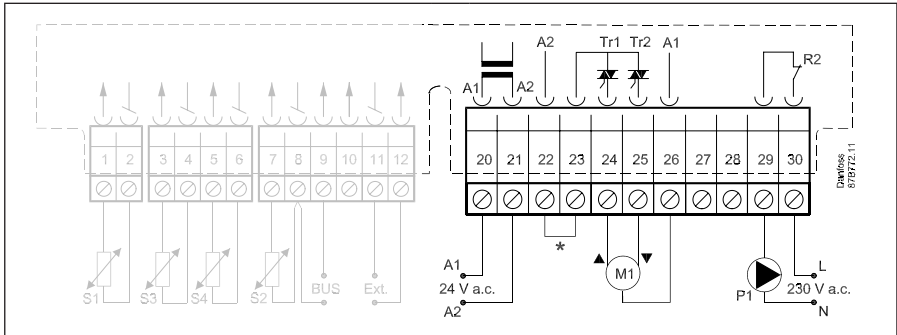 A2 Tr1 Tr2 A1
R2
A1 A2
1 2 3 4 5 6 7 8 9 10 11 12 20 21 22 23 24 25 26 27 28 29 30
Danfoss
87B772.11
*
A1 M1 L
S1 S3 S4 S2 BUS Ext. 24 V a.c. P1 230 V a.c.
A2 N